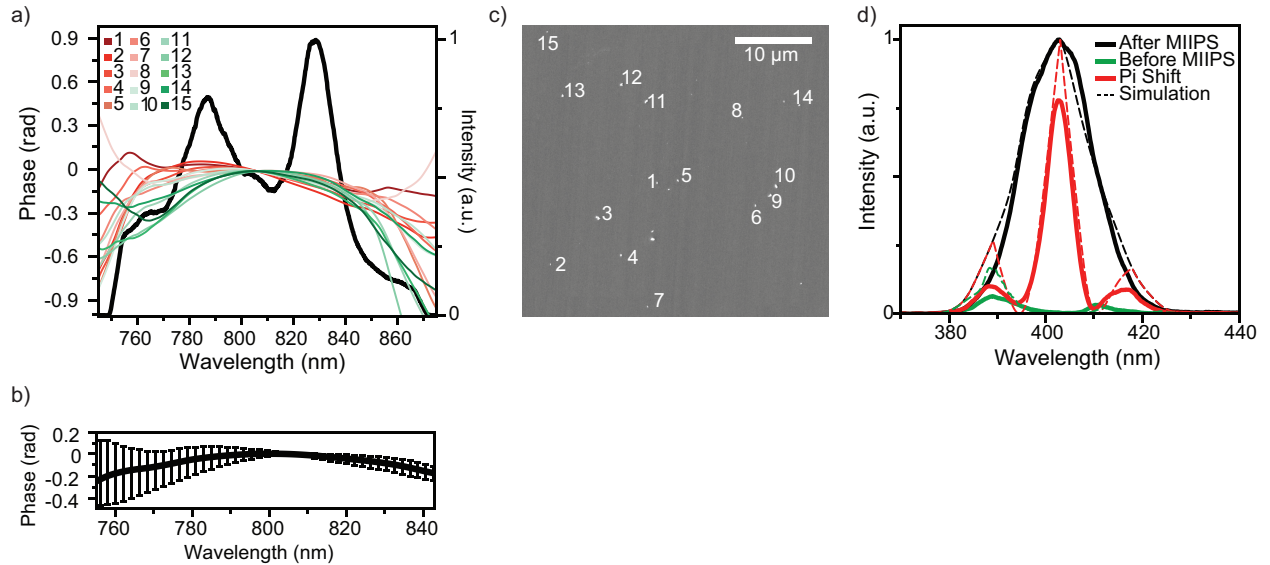 a)
0.9
0.6
0.3
0
-0.3
-0.6
-0.9
Phase (rad)
1 6 11
2 7 12
3 8 13
4 9 14
5 10 15
1
0
Intensity (a.u.)
760 780 800 820 840 860
Wavelength (nm)
b)
0.2
0
-0.2
-0.4
Phase (rad)
760 780 800 820 840
Wavelength (nm)
c)
10 µm
15
12
13
11
8
14
1
5
10
9
3
6
2
4
7
d)
1
0
Intensity (a.u.)
After MIIPS
Before MIIPS
Pi Shift
Simulation
380 400 420 440
Wavelength (nm)